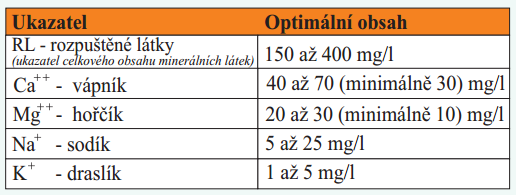 Ukazatel Optimální obsah
RL - rozpuštěné látky
(ukazatel celkového obsahu minerálních látek) 150 až 400 mg/l
Ca++ - vápník 40 až 70 (minimálně 30) mg/l
Mg++ - hořčík 20 až 30 (minimálně 10) mg/l
Na+ - sodík 5 až 25 mg/l
K+ - draslík 1 až 5 mg/l